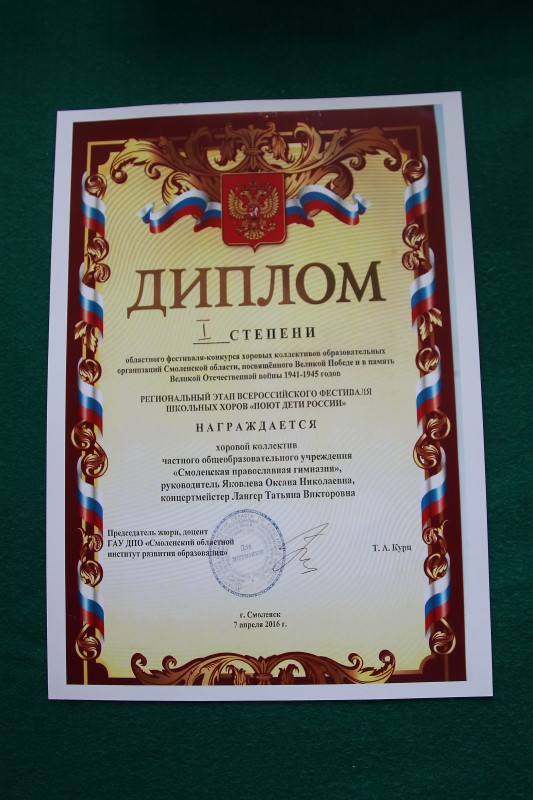 ДИПЛОМ
I СТЕПЕНИ
областного фестиваля-конкурса хоровых коллективов образовательных
организаций Смоленской области, посвящённого Великой Победе и в память
Великой Отечественной войны 1941-1945 годов
РЕГИОНАЛЬНЫЙ ЭТАП ВСЕРОССИЙСКОГО ФЕСТИВАЛЯ
ШКОЛЬНЫХ ХОРОВ «ПОЮТ ДЕТИ РОССИИ»
НАГРАЖДАЕТСЯ
хоровой коллектив
частного общеобразовательного учреждения
«Смоленская православная гимназия»,
руководитель Яковлева Оксана Николаевна,
концертмейстер Лангер Татьяна Викторовна
Председатель жюри, доцент
ГАУ ДПО «Смоленский областной
институт развития образования»
Для
документов
Т. А. Курц
г. Смоленск
7 апреля 2016 г.